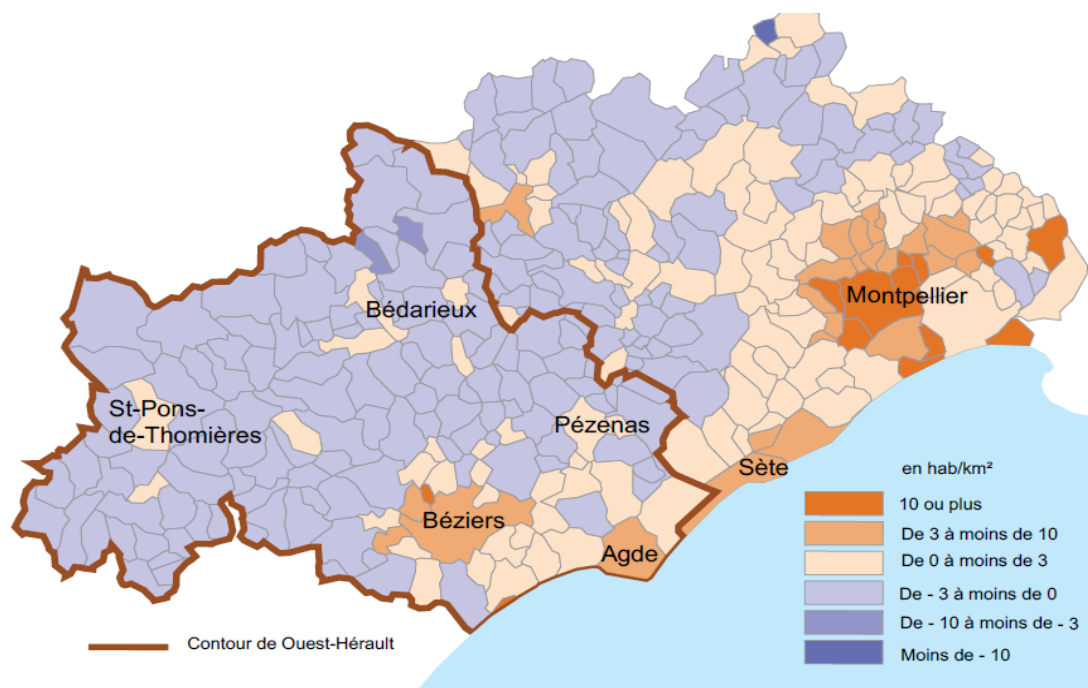 Bédarieux
Montpellier
St-Pons-
de-Thomières
Pézenas
Sète
Béziers
Agde
en hab/km²
10 ou plus
De 3 à moins de 10
De 0 à moins de 3
De - 3 à moins de 0
De - 10 à moins de - 3
Moins de - 10
Contour de Ouest-Hérault